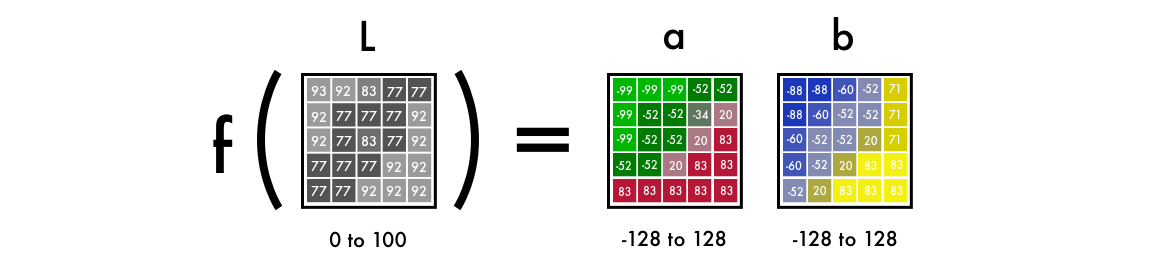 L a b
f ( ) =
93 92 83 77 77 -99 -99 -99 -52 -52 -88 -88 -60 -52 71
92 77 77 77 92 -99 -52 -52 -34 20 -88 -60 -52 -52 71
92 77 83 77 92 -99 -52 -52 20 83 -60 -52 -52 20 71
77 77 77 92 92 -52 -52 20 83 83 -60 -52 20 83 83
77 77 92 92 92 83 83 83 83 83 -52 20 83 83 83
0 to 100 -128 to 128 -128 to 128